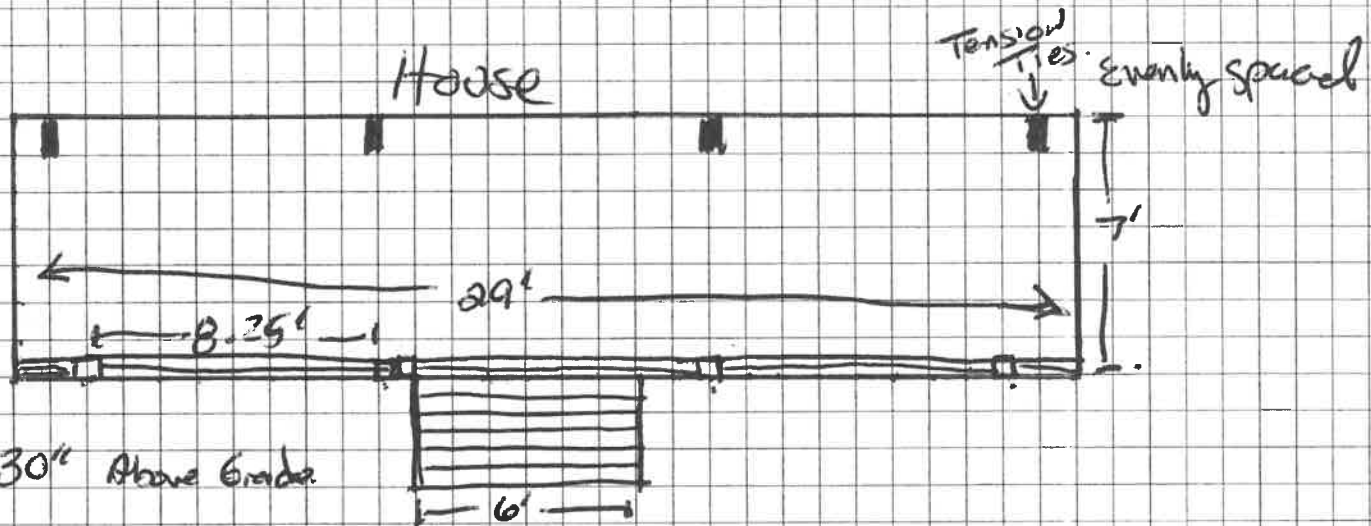 House
Tension
Ties.
Evenly spaced
7'
29'
8.25'
30" Above Grade
6'